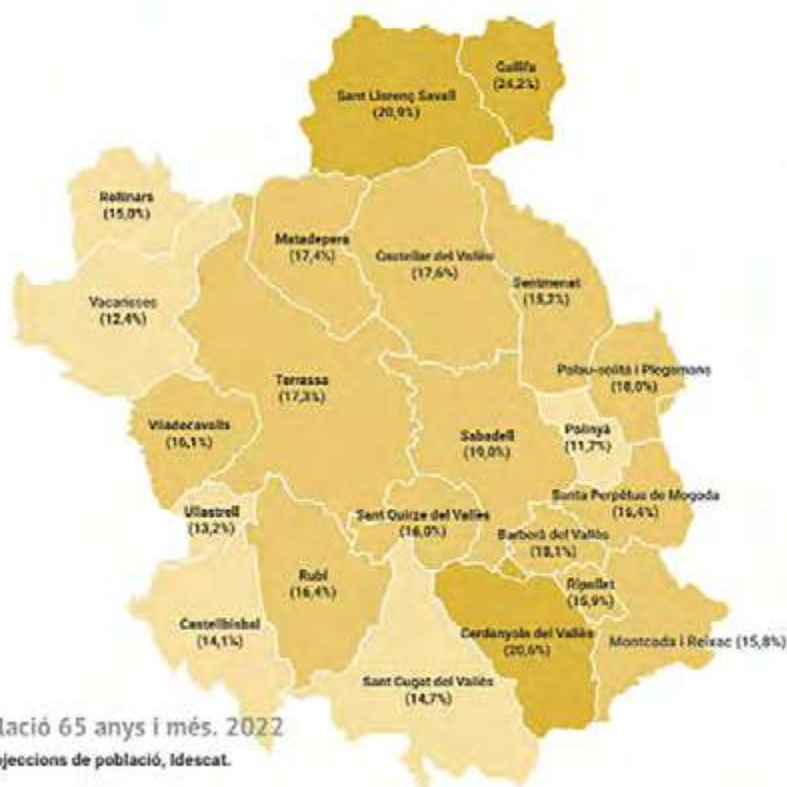 Gallifa
(24,2%)
Sant Llorenç Savall
(20,9%)
Rellinars
(15,0%)
Matadepera
(17,4%)
Castellar del Vallès
(17,6%)
Sentmenat
(15,2%)
Vacarisses
(12,4%)
Palau-solità i Plegamans
(18,0%)
Terrassa
(17,3%)
Viladecavalls
(16,1%)
Sabadell
(19,0%)
Polinyà
(11,7%)
Santa Perpètua de Mogoda
(16,4%)
Ullastrell
(13,2%)
Sant Quirze del Vallès
(16,0%)
Barberà del Vallès
(18,1%)
Rubí
(16,4%)
Ripollet
(15,9%)
Castellbisbal
(14,1%)
Cerdanyola del Vallès
(20,6%)
Montcada i Reixac (15,8%)
Sant Cugat del Vallès
(14,7%)
lació 65 anys i més. 2022
ojeccions de població, Idescat.